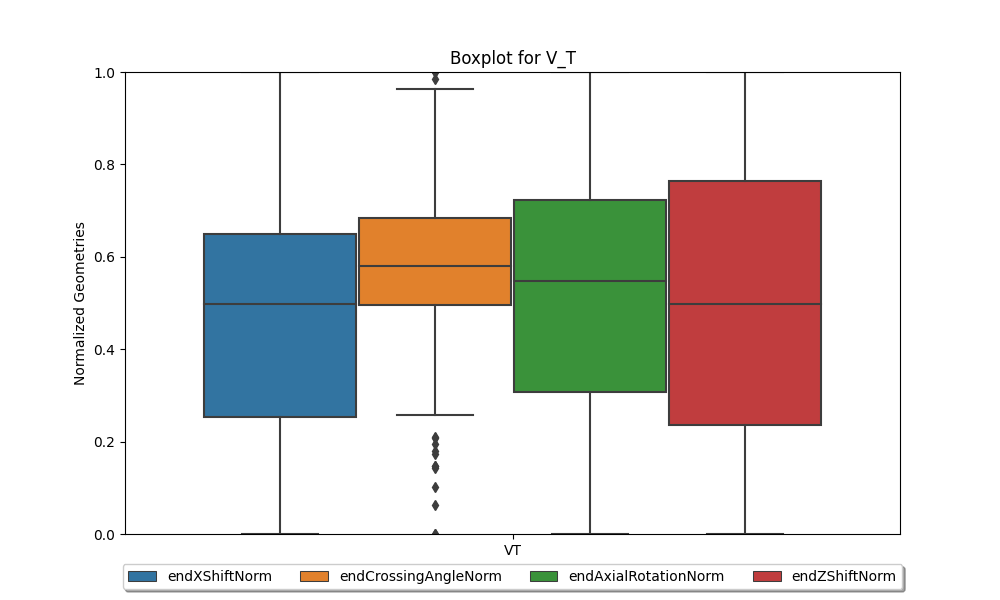 Boxplot for V_T
Normalized Geometries
1.0
0.8
0.6
0.4
0.2
0.0
VT
endXShiftNorm endCrossingAngleNorm endAxialRotationNorm endZShiftNorm